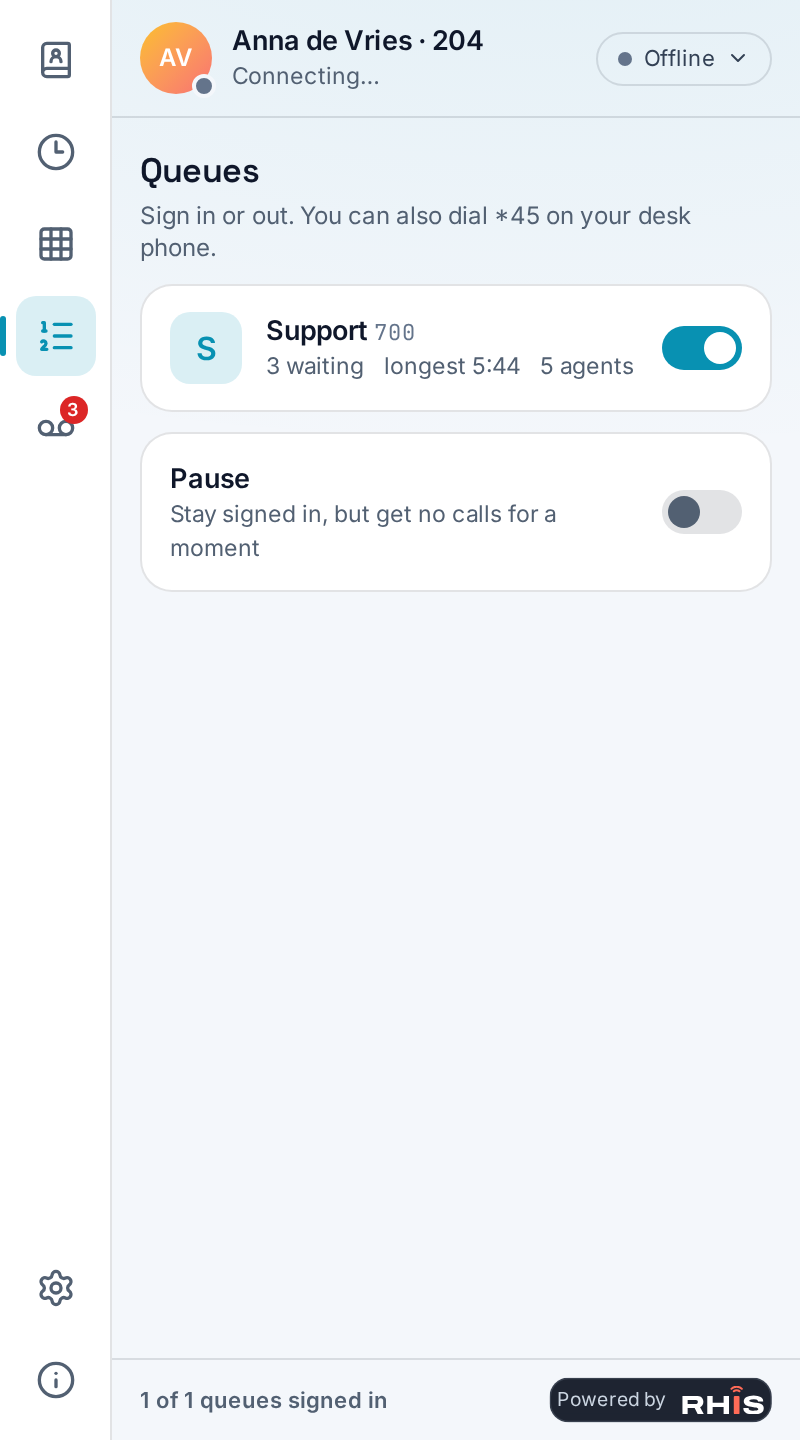 AV
Anna de Vries · 204
Connecting...
Offline
Queues
Sign in or out. You can also dial *45 on your desk
phone.
1
2
3
S
Support 700
3 waiting longest 5:44 5 agents
Pause
Stay signed in, but get no calls for a
moment
1 of 1 queues signed in
Powered by RHiS